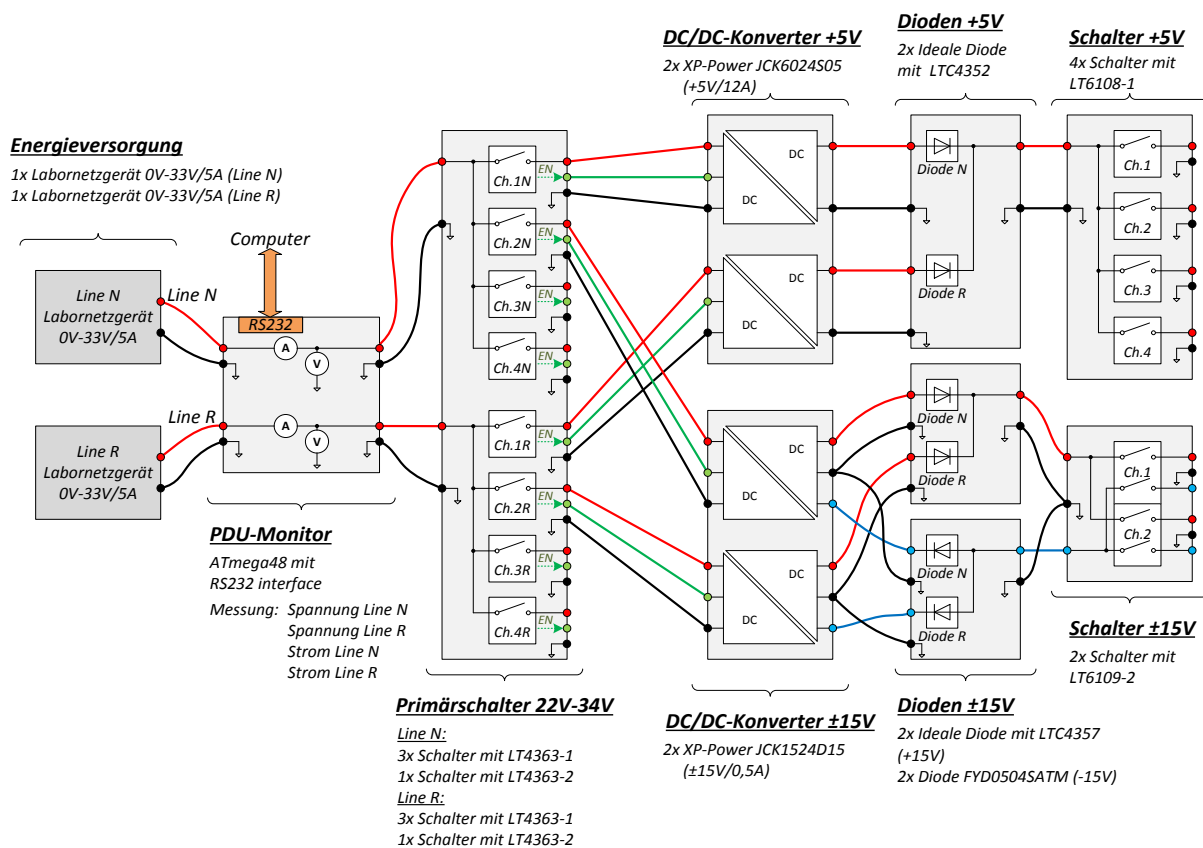 DC/DC-Konverter +5V
2x XP-Power JCK6024S05
(+5V/12A)
Dioden +5V
2x Ideale Diode
mit LTC4352
Schalter +5V
4x Schalter mit
LT6108-1
Energieversorgung
1x Labornetzgerät 0V-33V/5A (Line N)
1x Labornetzgerät 0V-33V/5A (Line R)
Computer
Line N
Labornetzgerät
0V-33V/5A
Line N
RS232
A
V
Line R
Labornetzgerät
0V-33V/5A
Line R
A
V
PDU-Monitor
ATmega48 mit
RS232 interface
Messung: Spannung Line N
Spannung Line R
Strom Line N
Strom Line R
Ch.1N
EN
Ch.2N
EN
Ch.3N
EN
Ch.4N
EN
Ch.1R
EN
Ch.2R
EN
Ch.3R
EN
Ch.4R
EN
Primärschalter 22V-34V
Line N:
3x Schalter mit LT4363-1
1x Schalter mit LT4363-2
Line R:
3x Schalter mit LT4363-1
1x Schalter mit LT4363-2
DC
DC
DC
DC
DC
DC
DC
DC
DC/DC-Konverter ±15V
2x XP-Power JCK1524D15
(±15V/0,5A)
Diode N
Diode R
Diode N
Diode R
Diode N
Diode R
Dioden ±15V
2x Ideale Diode mit LTC4357
(+15V)
2x Diode FYD0504SATM (-15V)
Ch.1
Ch.2
Ch.3
Ch.4
Ch.1
Ch.2
Schalter ±15V
2x Schalter mit
LT6109-2